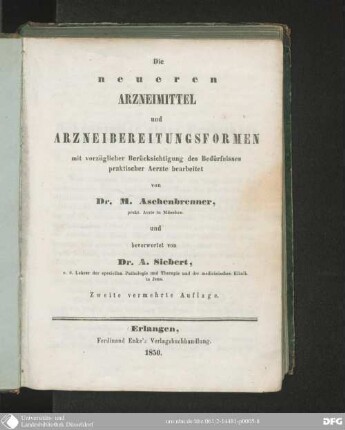 Die
neueren
ARZNEIMITTEL
und
ARZNEIBEREITUNGSFORMEN
mit vorzüglicher Berücksichtigung des Bedürfnisses
praktischer Aerzte bearbeitet
von
Dr. M. Aschenbrenner,
prakt. Arzte in München.
und
bevorwortet von
Dr. A. Siebert,
o. ö. Lehrer der speciellen Pathologie und Therapie und der medicinischen Klinik
in Jena.
Zweite vermehrte Auflage.
Erlangen,
Ferdinand Enke's Verlagsbuchhandlung.
1850.
Universitäts- und
Landesbibliothek Düsseldorf
DFG